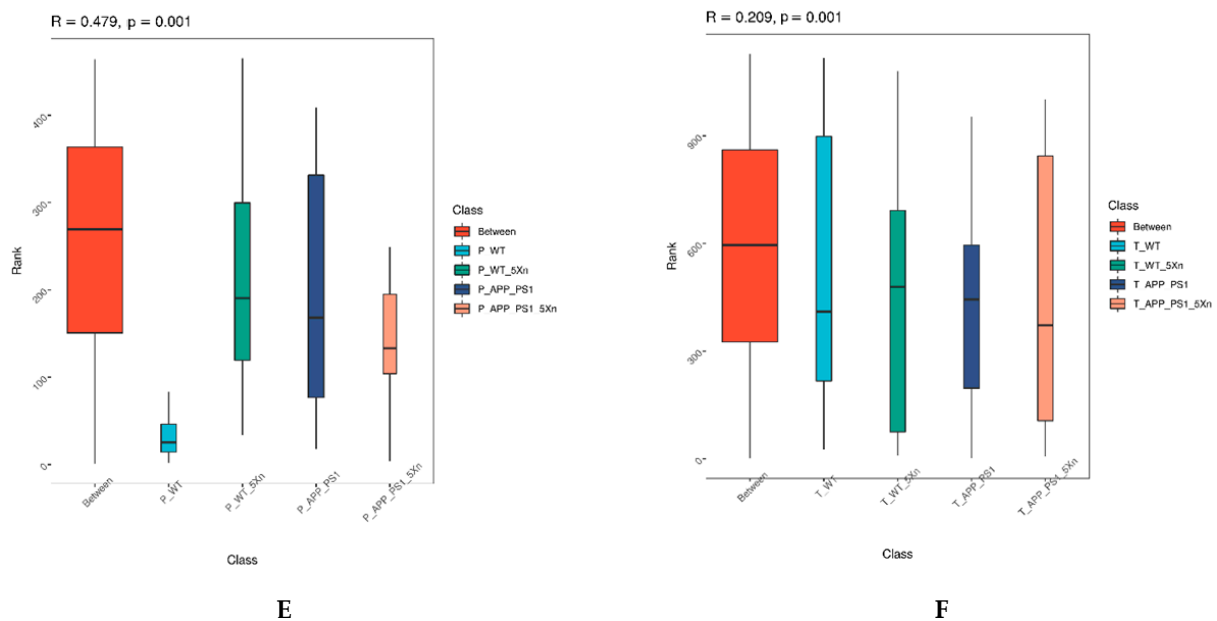 R = 0.479, p = 0.001
Rank
400
300
200
100
0
Between
P_WT
P_WT_5Xn
P_APP_PS1
P_APP_PS1_5Xn
Class
Class
Between
P_WT
P_WT_5Xn
P_APP_PS1
P_APP_PS1_5Xn
E
R = 0.209, p = 0.001
Rank
900
600
300
0
Between
T_WT
T_WT_5Xn
T_APP_PS1
T_APP_PS1_5Xn
Class
Class
Between
T_WT
T_WT_5Xn
T_APP_PS1
T_APP_PS1_5Xn
F